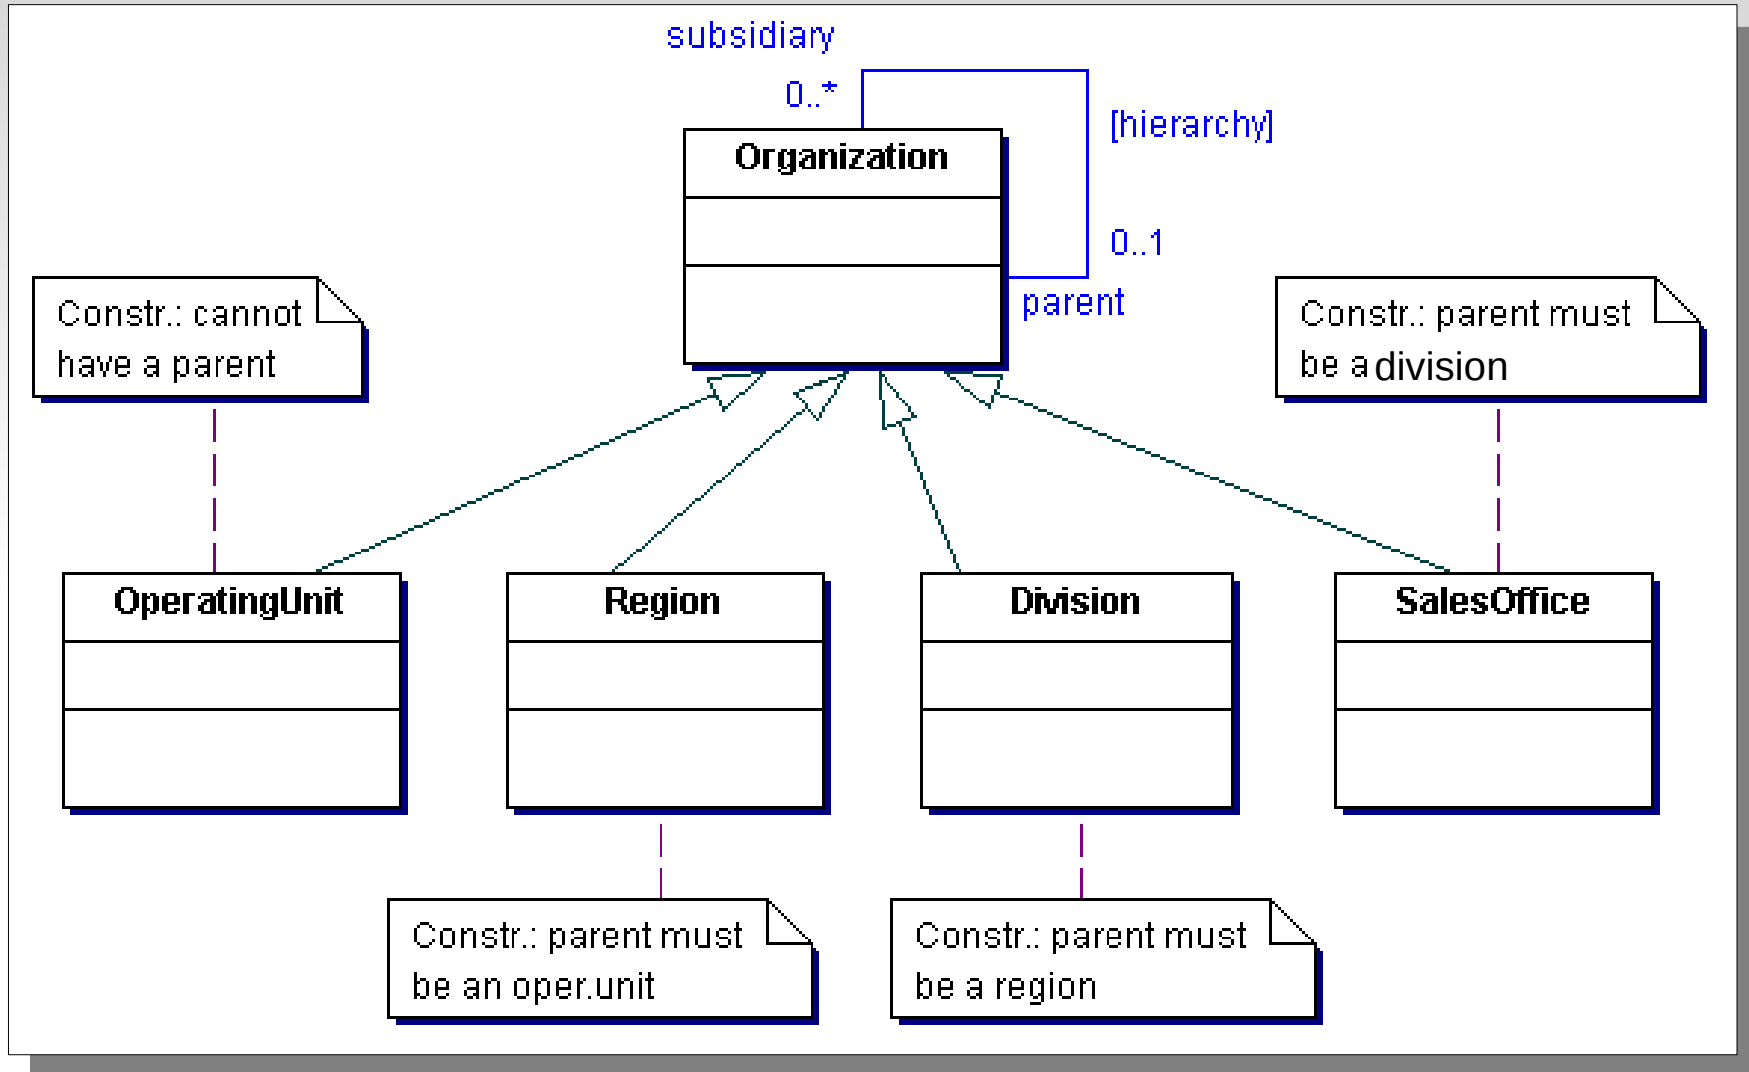 subsidiary
0..*
[hierarchy]
Organization
0..1
parent
Constr.: cannot
have a parent
Constr.: parent must
be a division
OperatingUnit
Region
Division
SalesOffice
Constr.: parent must
be an oper.unit
Constr.: parent must
be a region